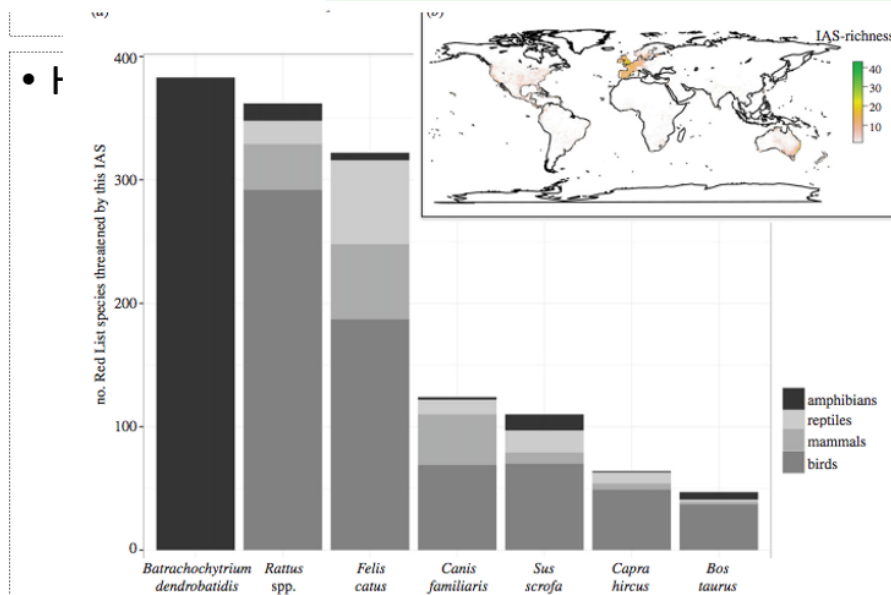 (a)
(b)
IAS-richness
40
30
20
10
• H
no. Red List species threatened by this IAS
400
300
200
100
0
amphibians
reptiles
mammals
birds
Batrachochytrium dendrobatidis
Rattus spp.
Felis catus
Canis familiaris
Sus scrofa
Capra hircus
Bos taurus